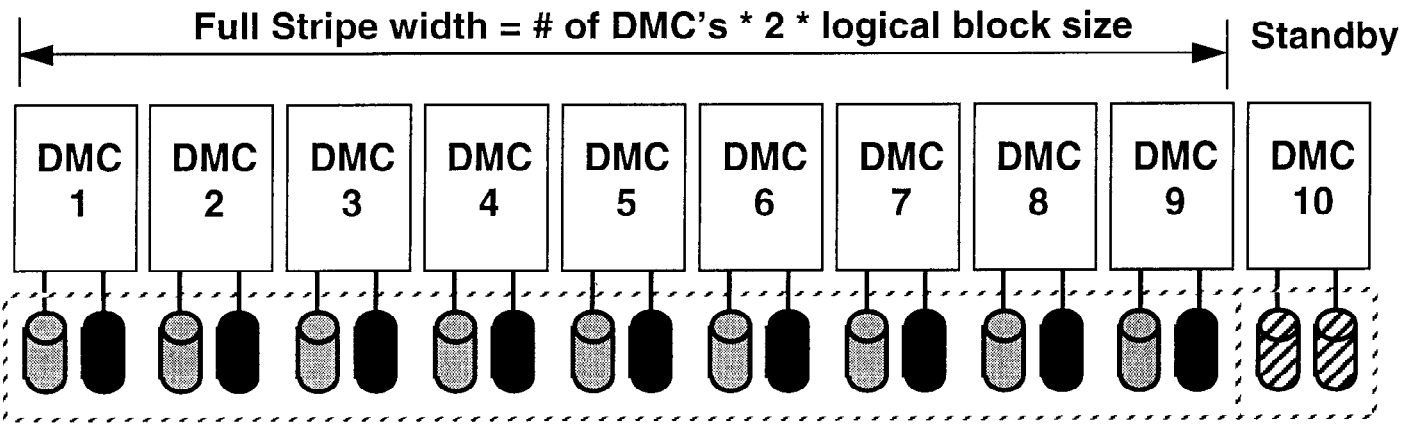 Full Stripe width = # of DMC's * 2 * logical block size
Standby
DMC
1
DMC
2
DMC
3
DMC
4
DMC
5
DMC
6
DMC
7
DMC
8
DMC
9
DMC
10